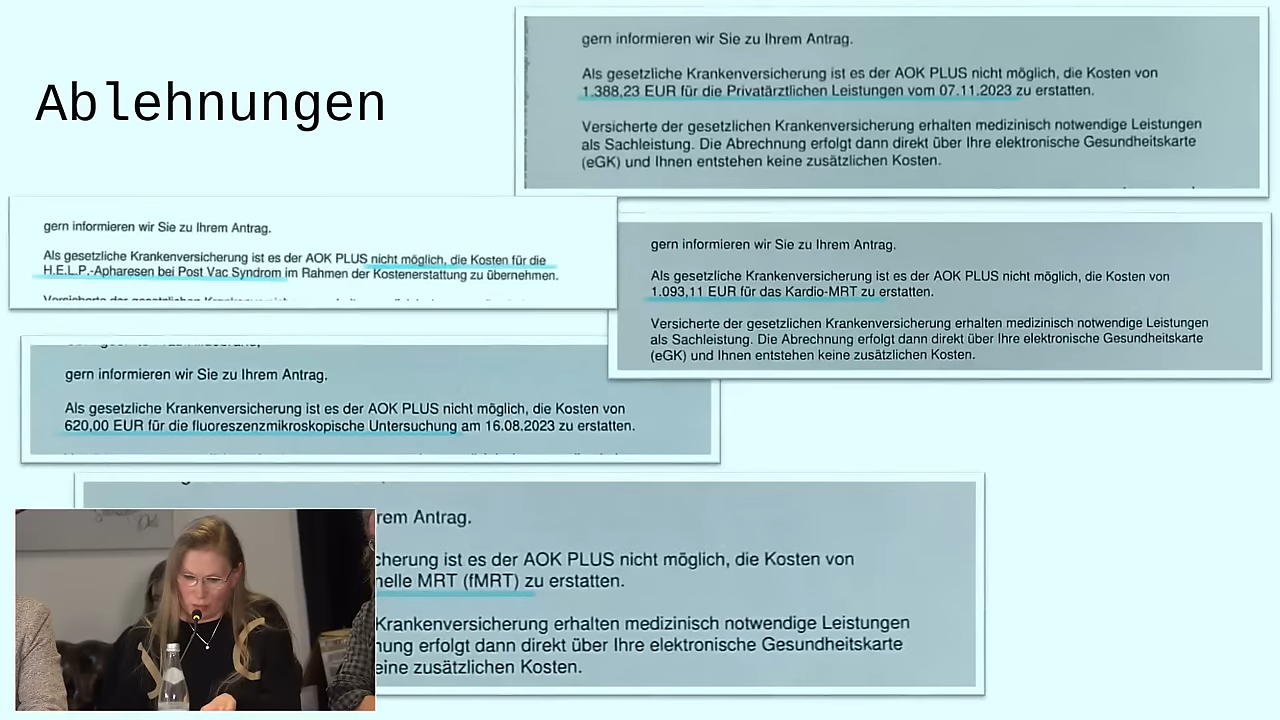 Ablehnungen
gern informieren wir Sie zu Ihrem Antrag.
Als gesetzliche Krankenversicherung ist es der AOK PLUS nicht möglich, die Kosten von
1.388,23 EUR für die Privatärztlichen Leistungen vom 07.11.2023 zu erstatten.
Versicherte der gesetzlichen Krankenversicherung erhalten medizinisch notwendige Leistungen
als Sachleistung. Die Abrechnung erfolgt dann direkt über Ihre elektronische Gesundheitskarte
(eGK) und Ihnen entstehen keine zusätzlichen Kosten.
gern informieren wir Sie zu Ihrem Antrag.
Als gesetzliche Krankenversicherung ist es der AOK PLUS nicht möglich, die Kosten für die
H.E.L.P.-Apharesen bei Post Vac Syndrom im Rahmen der Kostenerstattung zu übernehmen.
gern informieren wir Sie zu Ihrem Antrag.
Als gesetzliche Krankenversicherung ist es der AOK PLUS nicht möglich, die Kosten von
1.093,11 EUR für das Kardio-MRT zu erstatten.
Versicherte der gesetzlichen Krankenversicherung erhalten medizinisch notwendige Leistungen
als Sachleistung. Die Abrechnung erfolgt dann direkt über Ihre elektronische Gesundheitskarte
(eGK) und Ihnen entstehen keine zusätzlichen Kosten.
gern informieren wir Sie zu Ihrem Antrag.
Als gesetzliche Krankenversicherung ist es der AOK PLUS nicht möglich, die Kosten von
620,00 EUR für die fluoreszenzmikroskopische Untersuchung am 16.08.2023 zu erstatten.
rem Antrag.
cherung ist es der AOK PLUS nicht möglich, die Kosten von
nelle MRT (fMRT) zu erstatten.
Krankenversicherung erhalten medizinisch notwendige Leistungen
nung erfolgt dann direkt über Ihre elektronische Gesundheitskarte
eine zusätzlichen Kosten.